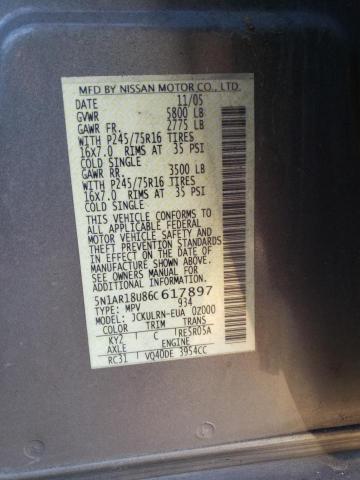 MFD BY NISSAN MOTOR CO., LTD.
DATE 11/05
GVWR 5800 LB
GAWR FR. 2775 LB
WITH P245/75R16 TIRES
16X7.0 RIMS AT 35 PSI
COLD SINGLE
GAWR RR. 3500 LB
WITH P245/75R16 TIRES
16X7.0 RIMS AT 35 PSI
COLD SINGLE
THIS VEHICLE CONFORMS TO
ALL APPLICABLE FEDERAL
MOTOR VEHICLE SAFETY AND
THEFT PREVENTION STANDARDS
IN EFFECT ON THE DATE OF
MANUFACTURE SHOWN ABOVE.
SEE OWNERS MANUAL FOR
ADDITIONAL INFORMATION.
5N1AR18U86C617897
TYPE: MPV 934
MODEL: JCKULRN-EUA 0Z000
COLOR TRIM TRANS
KY2 C RE5R05A
AXLE ENGINE
RC31 VQ40DE 3954CC